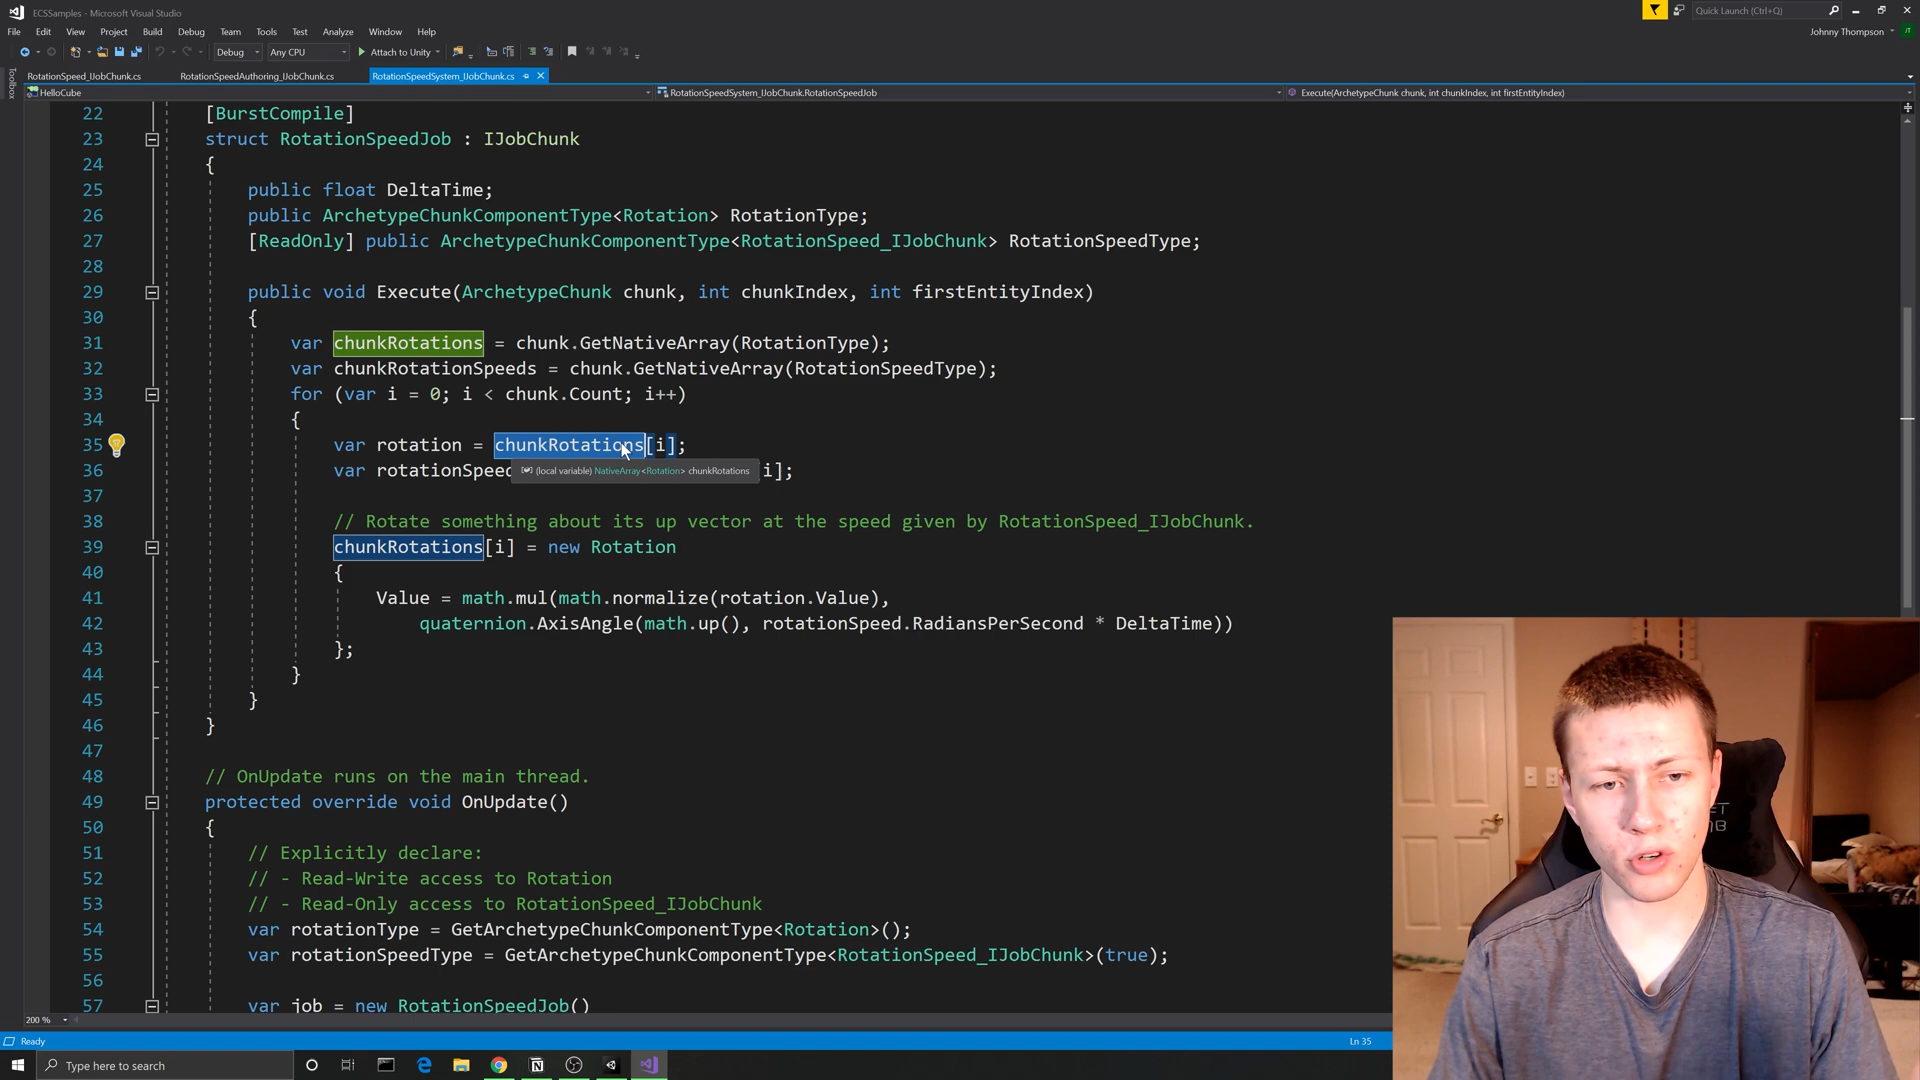 ECSSamples - Microsoft Visual Studio
Quick Launch (Ctrl+Q)
File Edit View Project Build Debug Team Tools Test Analyze Window Help
Johnny Thompson JT
Debug Any CPU Attach to Unity
Toolbox
RotationSpeed_IJobChunk.cs RotationSpeedAuthoring_IJobChunk.cs RotationSpeedSystem_IJobChunk.cs
HelloCube RotationSpeedSystem_IJobChunk.RotationSpeedJob Execute(ArchetypeChunk chunk, int chunkIndex, int firstEntityIndex)
22 [BurstCompile]
23 struct RotationSpeedJob : IJobChunk
24 {
25 public float DeltaTime;
26 public ArchetypeChunkComponentType<Rotation> RotationType;
27 [ReadOnly] public ArchetypeChunkComponentType<RotationSpeed_IJobChunk> RotationSpeedType;
28
29 public void Execute(ArchetypeChunk chunk, int chunkIndex, int firstEntityIndex)
30 {
31 var chunkRotations = chunk.GetNativeArray(RotationType);
32 var chunkRotationSpeeds = chunk.GetNativeArray(RotationSpeedType);
33 for (var i = 0; i < chunk.Count; i++)
34 {
35 var rotation = chunkRotations[i];
36 var rotationSpeed (local variable) NativeArray<Rotation> chunkRotations i];
37
38 // Rotate something about its up vector at the speed given by RotationSpeed_IJobChunk.
39 chunkRotations[i] = new Rotation
40 {
41 Value = math.mul(math.normalize(rotation.Value),
42 quaternion.AxisAngle(math.up(), rotationSpeed.RadiansPerSecond * DeltaTime))
43 };
44 }
45 }
46 }
47
48 // OnUpdate runs on the main thread.
49 protected override void OnUpdate()
50 {
51 // Explicitly declare:
52 // - Read-Write access to Rotation
53 // - Read-Only access to RotationSpeed_IJobChunk
54 var rotationType = GetArchetypeChunkComponentType<Rotation>();
55 var rotationSpeedType = GetArchetypeChunkComponentType<RotationSpeed_IJobChunk>(true);
56
57 var job = new RotationSpeedJob()
200 %
Ready Ln 35
Type here to search